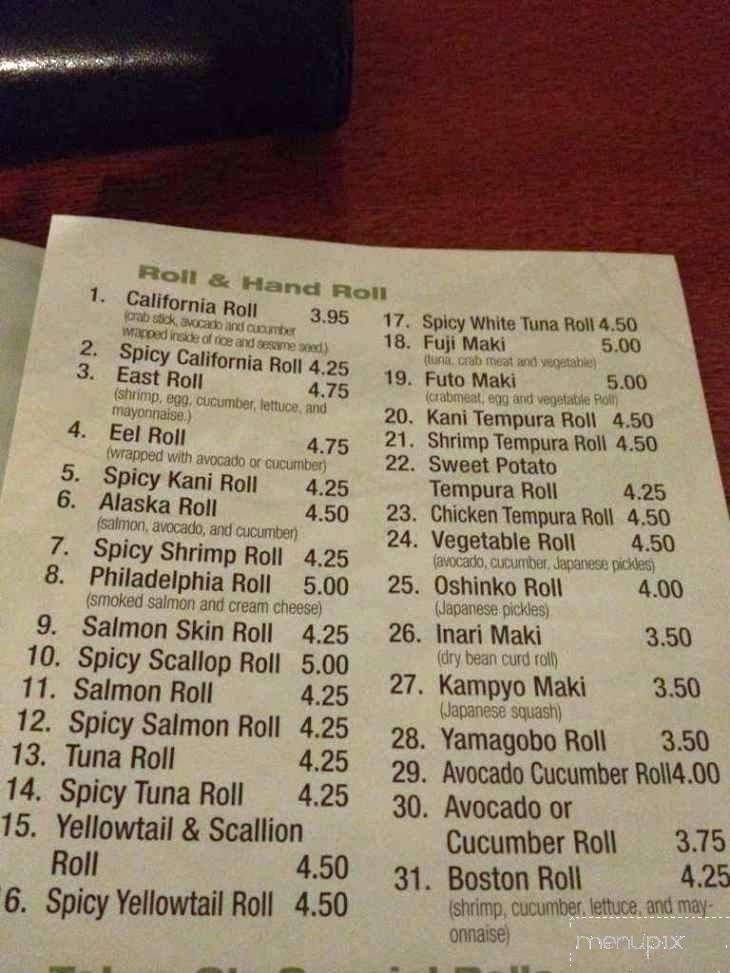 Roll & Hand Roll
1. California Roll 3.95
(crab stick, avocado and cucumber
wrapped inside of rice and sesame seed.)
2. Spicy California Roll 4.25
3. East Roll 4.75
(shrimp, egg, cucumber, lettuce, and
mayonnaise.)
4. Eel Roll 4.75
(wrapped with avocado or cucumber)
5. Spicy Kani Roll 4.25
6. Alaska Roll 4.50
(salmon, avocado, and cucumber)
7. Spicy Shrimp Roll 4.25
8. Philadelphia Roll 5.00
(smoked salmon and cream cheese)
9. Salmon Skin Roll 4.25
10. Spicy Scallop Roll 5.00
11. Salmon Roll 4.25
12. Spicy Salmon Roll 4.25
13. Tuna Roll 4.25
14. Spicy Tuna Roll 4.25
15. Yellowtail & Scallion
Roll 4.50
6. Spicy Yellowtail Roll 4.50
17. Spicy White Tuna Roll 4.50
18. Fuji Maki 5.00
(tuna, crab meat and vegetable)
19. Futo Maki 5.00
(crabmeat, egg and vegetable Roll)
20. Kani Tempura Roll 4.50
21. Shrimp Tempura Roll 4.50
22. Sweet Potato
Tempura Roll 4.25
23. Chicken Tempura Roll 4.50
24. Vegetable Roll 4.50
(avocado, cucumber, Japanese pickles)
25. Oshinko Roll 4.00
(Japanese pickles)
26. Inari Maki 3.50
(dry bean curd roll)
27. Kampyo Maki 3.50
(Japanese squash)
28. Yamagobo Roll 3.50
29. Avocado Cucumber Roll 4.00
30. Avocado or
Cucumber Roll 3.75
31. Boston Roll 4.25
(shrimp, cucumber, lettuce, and may-
onnaise)
menupix